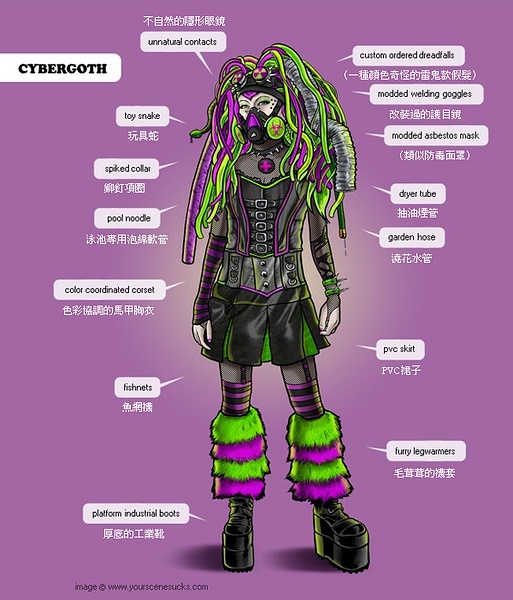 不自然的隱形眼鏡
unnatural contacts
CYBERGOTH
custom ordered dreadfalls
(一種顏色奇怪的雷鬼款假髮)
modded welding goggles
改裝過的護目鏡
toy snake
玩具蛇
modded asbestos mask
(類似防毒面罩)
spiked collar
鉚釘項圈
dryer tube
抽油煙管
pool noodle
泳池專用泡綿軟管
garden hose
澆花水管
color coordinated corset
色彩協調的馬甲胸衣
pvc skirt
PVC裙子
fishnets
魚網襪
furry legwarmers
毛茸茸的襪套
platform industrial boots
厚底的工業靴
image © www.yourscenesucks.com